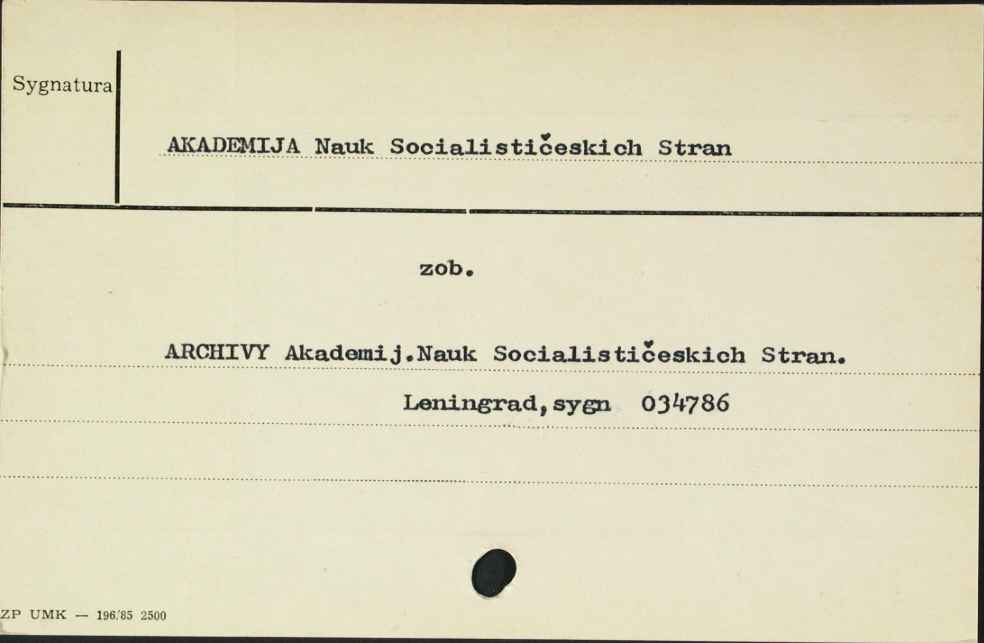 Sygnatura
AKADEMIJA Nauk Socialističeskich Stran
zob.
ARCHIVY Akademij.Nauk Socialističeskich Stran.
Leningrad,sygn 034786
ZP UMK — 196/85 2500